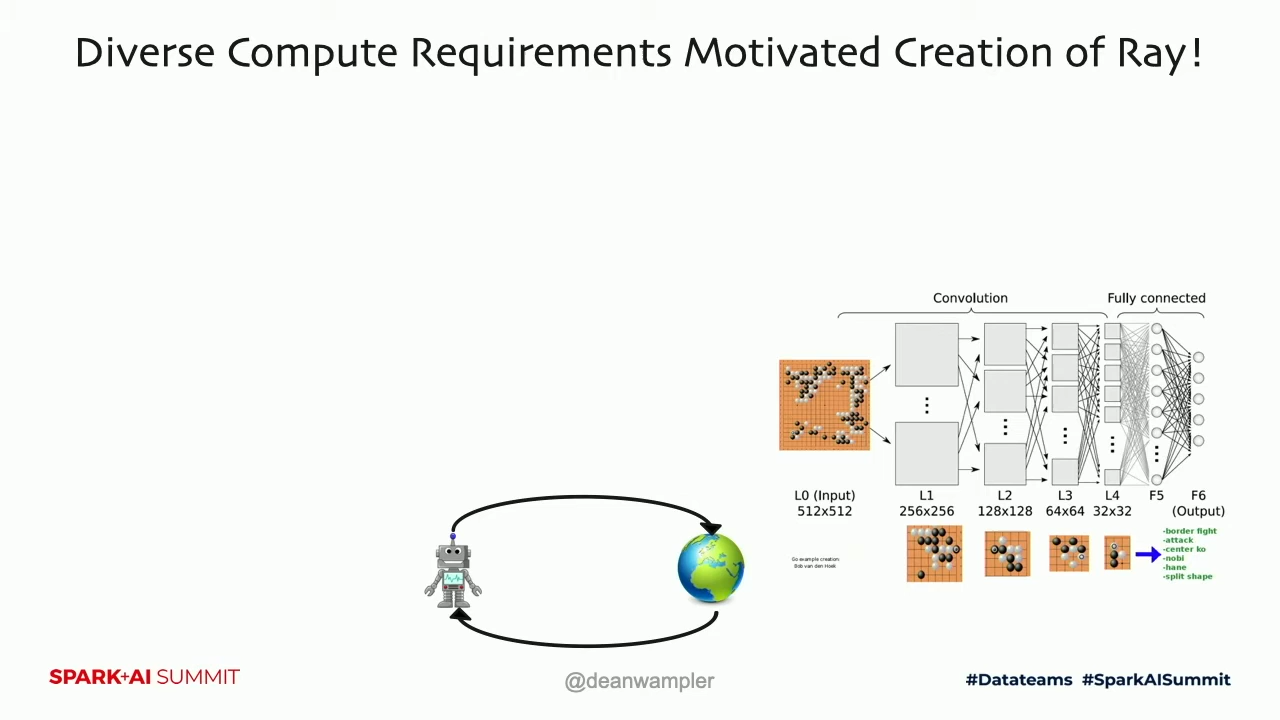 Diverse Compute Requirements Motivated Creation of Ray!
Convolution
Fully connected
L0 (Input)
512x512
L1
256x256
L2
128x128
L3
64x64
L4
32x32
F5
F6
(Output)
Go example creation:
Bob van den Hoek
-border fight
-attack
-center ko
-nobi
-hane
-split shape
SPARK+AI SUMMIT
@deanwampler
#Datateams #SparkAISummit